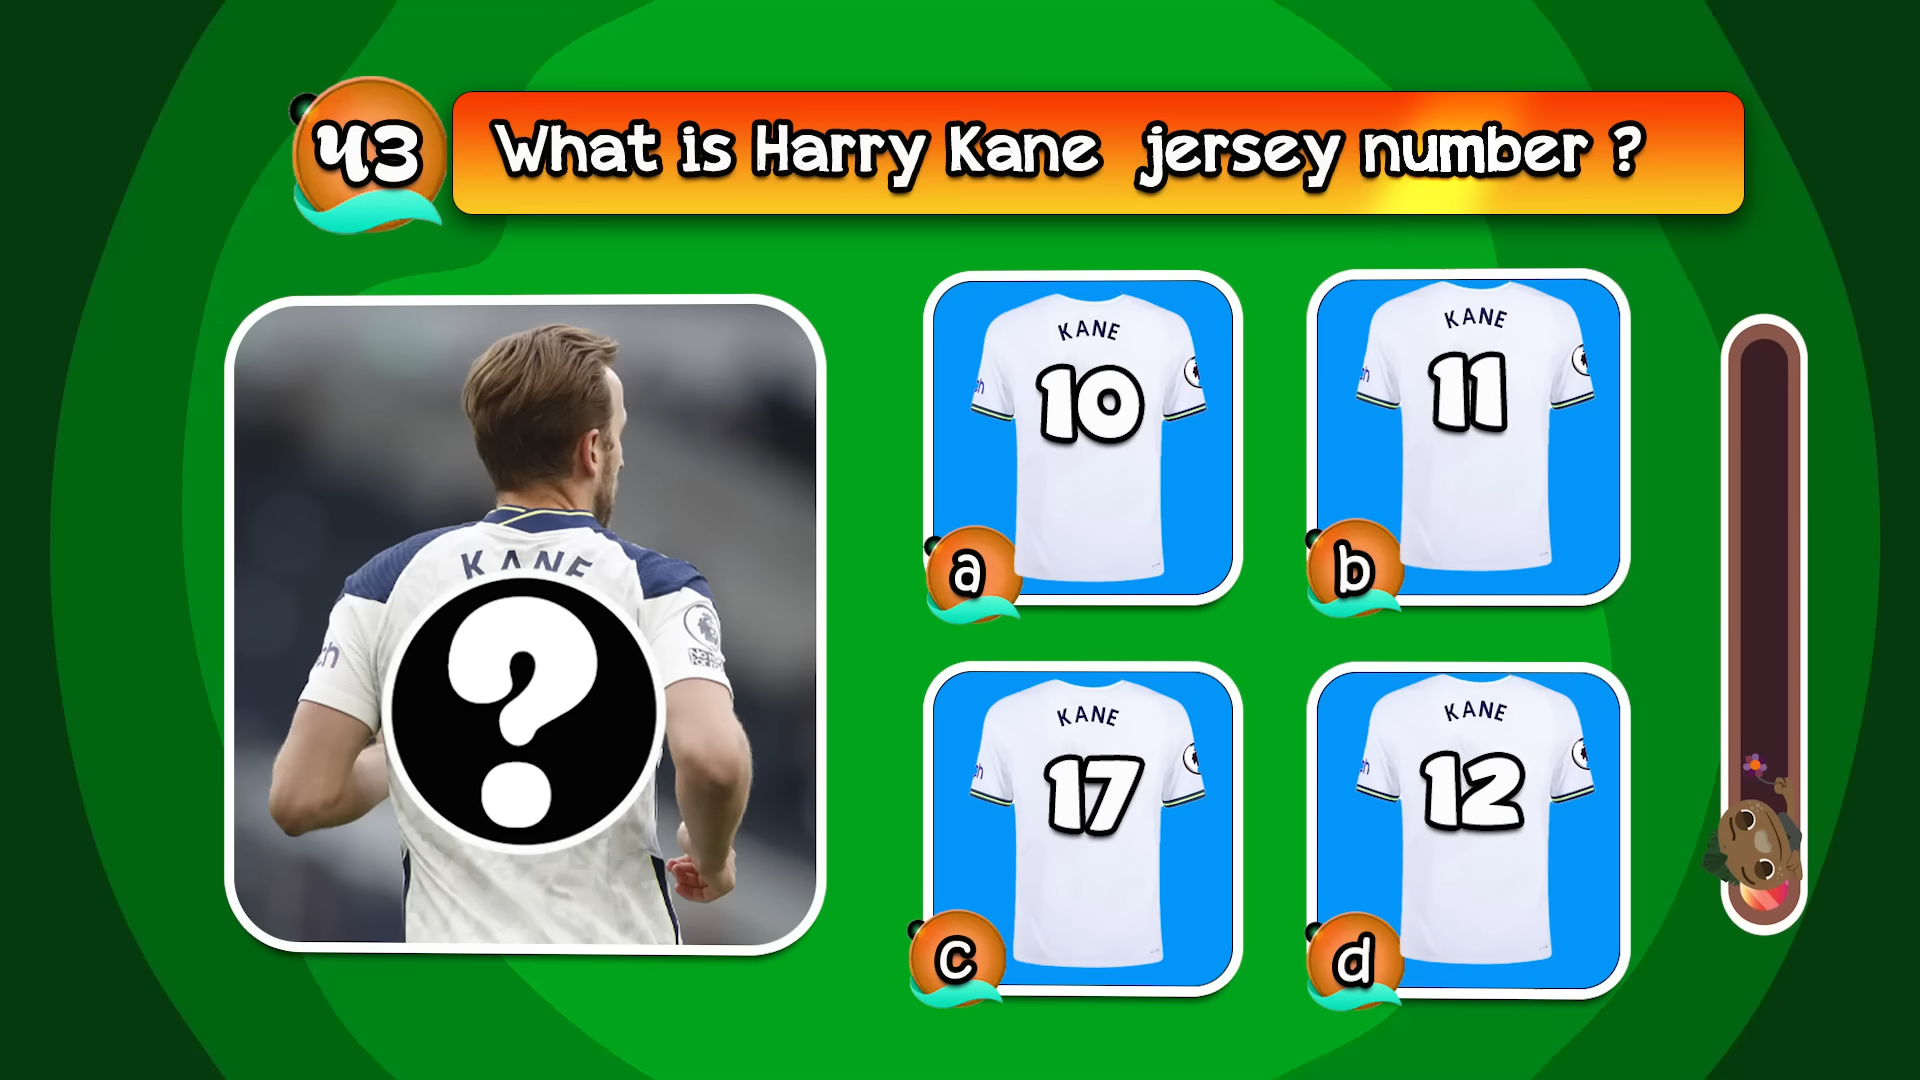 43
What is Harry Kane jersey number ?
KANE
?
KANE
10
a
KANE
11
b
KANE
17
c
KANE
12
d